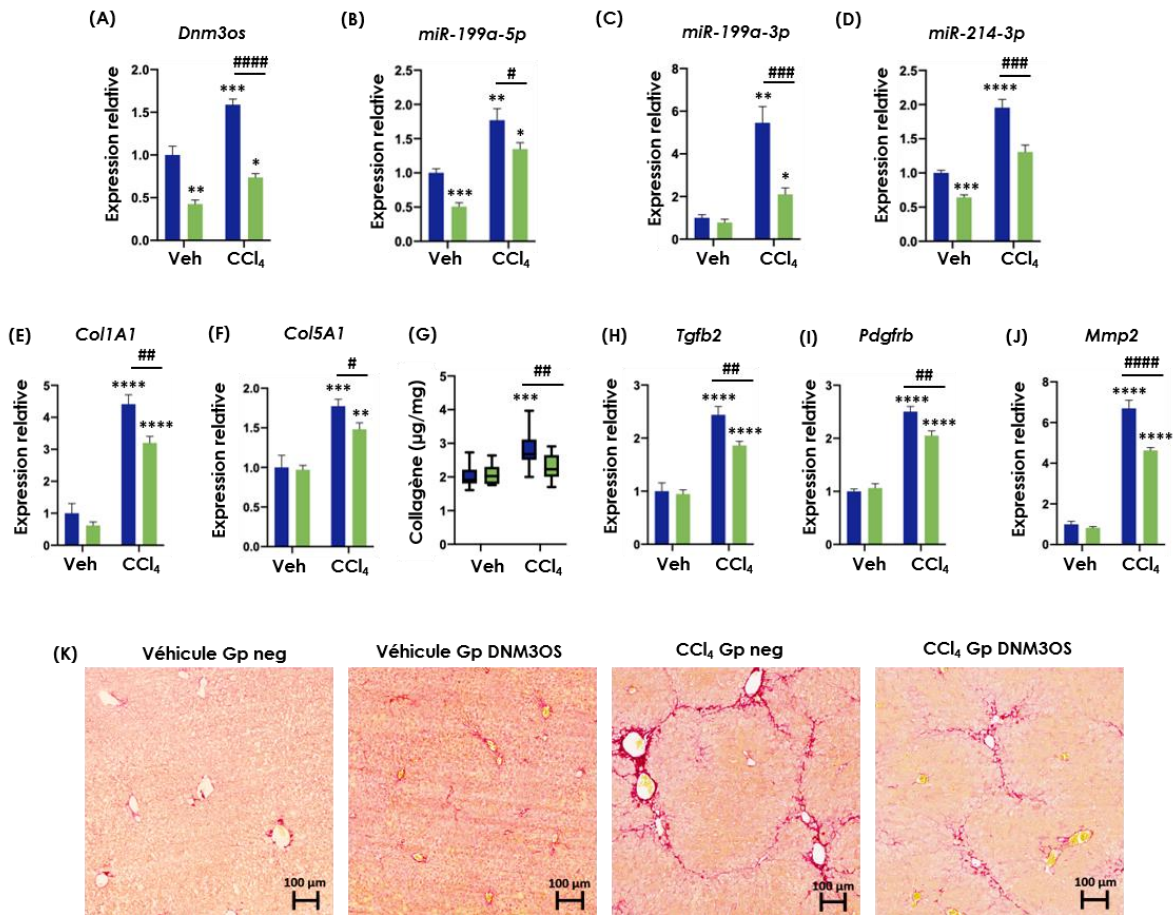 (A)
Dnm3os
Expression relative
2.0
1.5
1.0
0.5
0.0
**
***
*
####
Veh
CCl₄
(B)
miR-199a-5p
Expression relative
2.5
2.0
1.5
1.0
0.5
0.0
***
**
*
#
Veh
CCl₄
(C)
miR-199a-3p
Expression relative
8
6
4
2
0
**
*
###
Veh
CCl₄
(D)
miR-214-3p
Expression relative
2.5
2.0
1.5
1.0
0.5
0.0
***
****
###
Veh
CCl₄
(E)
Col1A1
Expression relative
5
4
3
2
1
0
****
****
##
Veh
CCl₄
(F)
Col5A1
Expression relative
2.0
1.5
1.0
0.5
0.0
***
**
#
Veh
CCl₄
(G)
Collagène (µg/mg)
5
4
3
2
1
0
***
##
Veh
CCl₄
(H)
Tgfb2
Expression relative
3
2
1
0
****
****
##
Veh
CCl₄
(I)
Pdgfrb
Expression relative
3
2
1
0
****
****
##
Veh
CCl₄
(J)
Mmp2
Expression relative
8
6
4
2
0
****
****
####
Veh
CCl₄
(K)
Véhicule Gp neg
100 µm
Véhicule Gp DNM3OS
100 µm
CCl₄ Gp neg
100 µm
CCl₄ Gp DNM3OS
100 µm